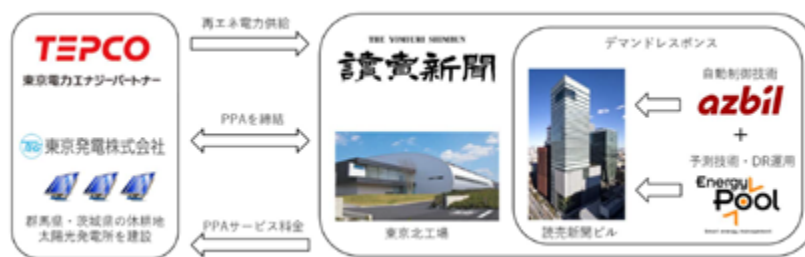 TEPCO
東京電力エナジーパートナー
東京発電株式会社
群馬県・茨城県の休耕地
太陽光発電所を建設
再エネ電力供給
PPAを締結
PPAサービス料金
THE YOMIURI SHIMBUN
讀賣新聞
東京北工場
デマンドレスポンス
読売新聞ビル
自動制御技術
azbil
+
予測技術・DR運用
Energy
Pool
Smart energy management